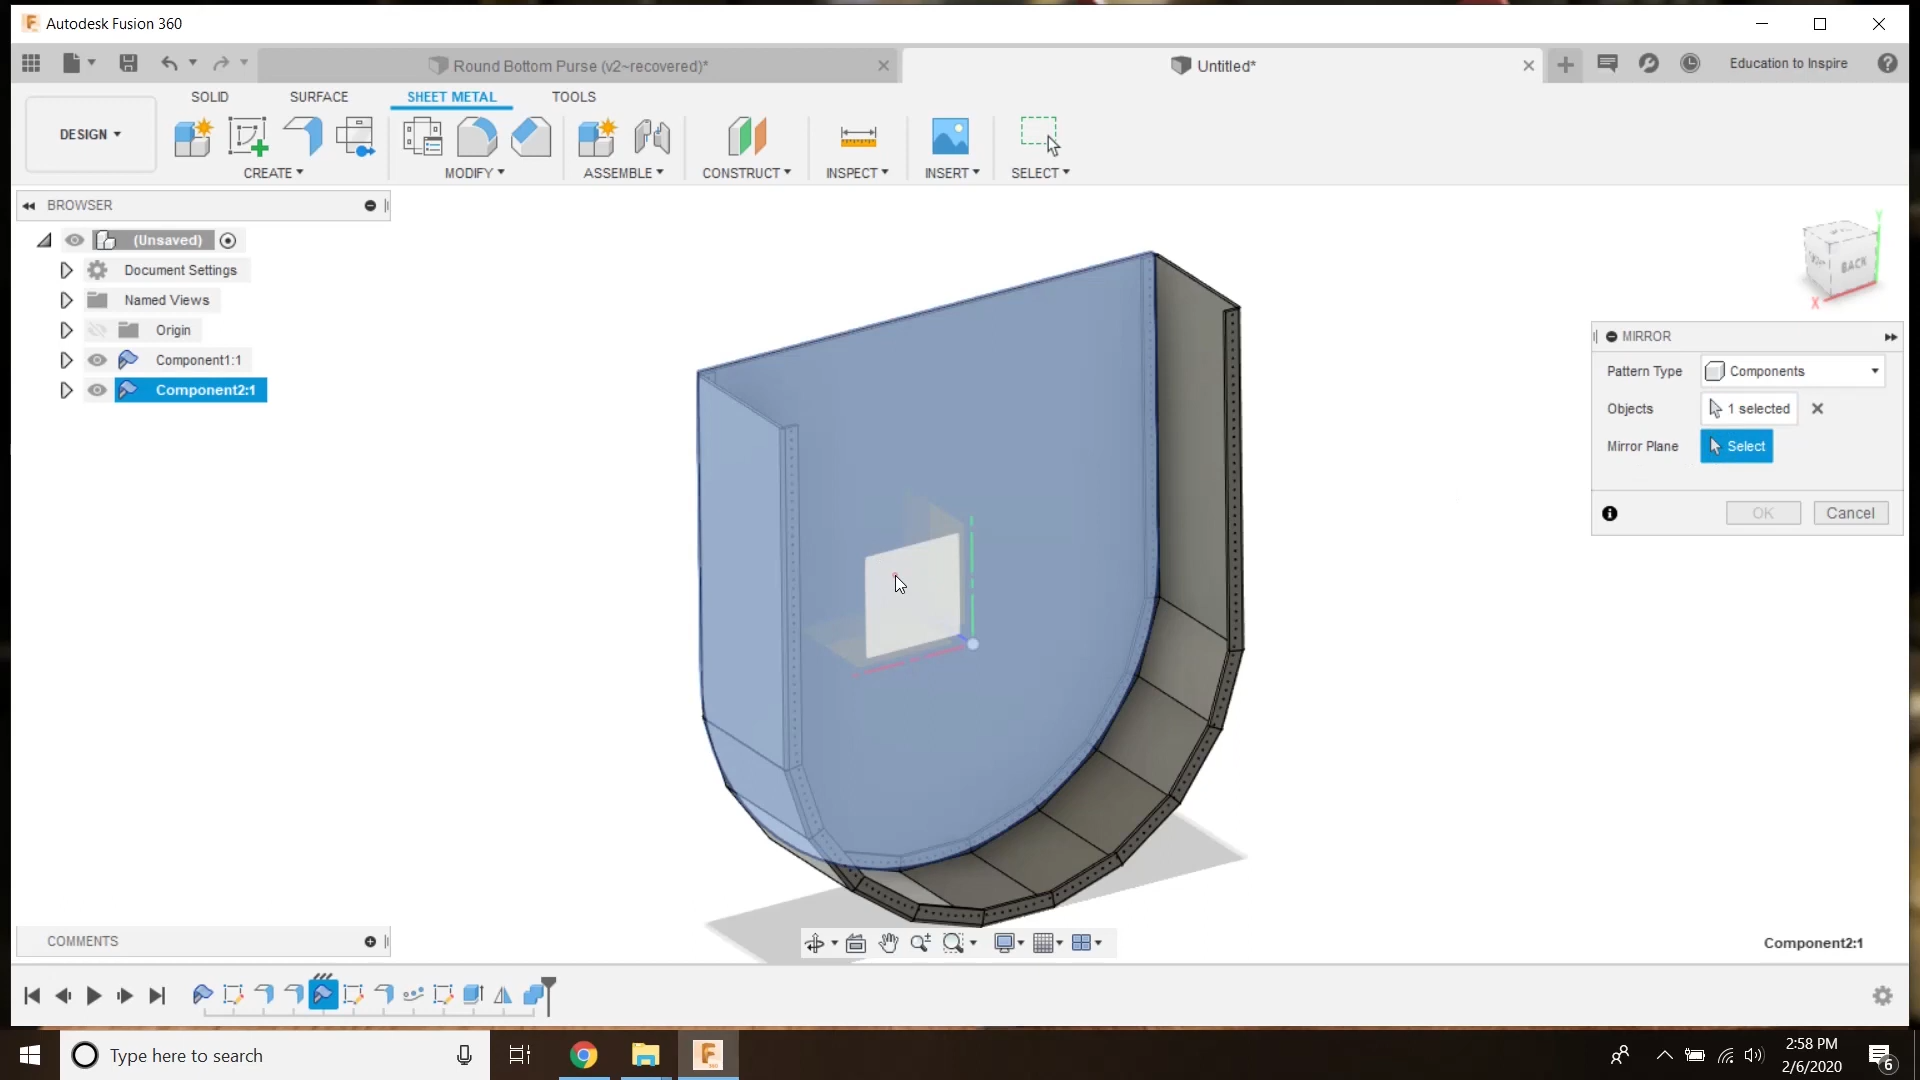 Autodesk Fusion 360
Round Bottom Purse (v2~recovered)*
Untitled*
Education to Inspire
SOLID SURFACE SHEET METAL TOOLS
DESIGN
CREATE MODIFY ASSEMBLE CONSTRUCT INSPECT INSERT SELECT
BROWSER
(Unsaved)
Document Settings
Named Views
Origin
Component1:1
Component2:1
Y
BACK
X
MIRROR
Pattern Type Components
Objects 1 selected
Mirror Plane Select
OK Cancel
COMMENTS
Component2:1
Type here to search
2:58 PM
2/6/2020
6